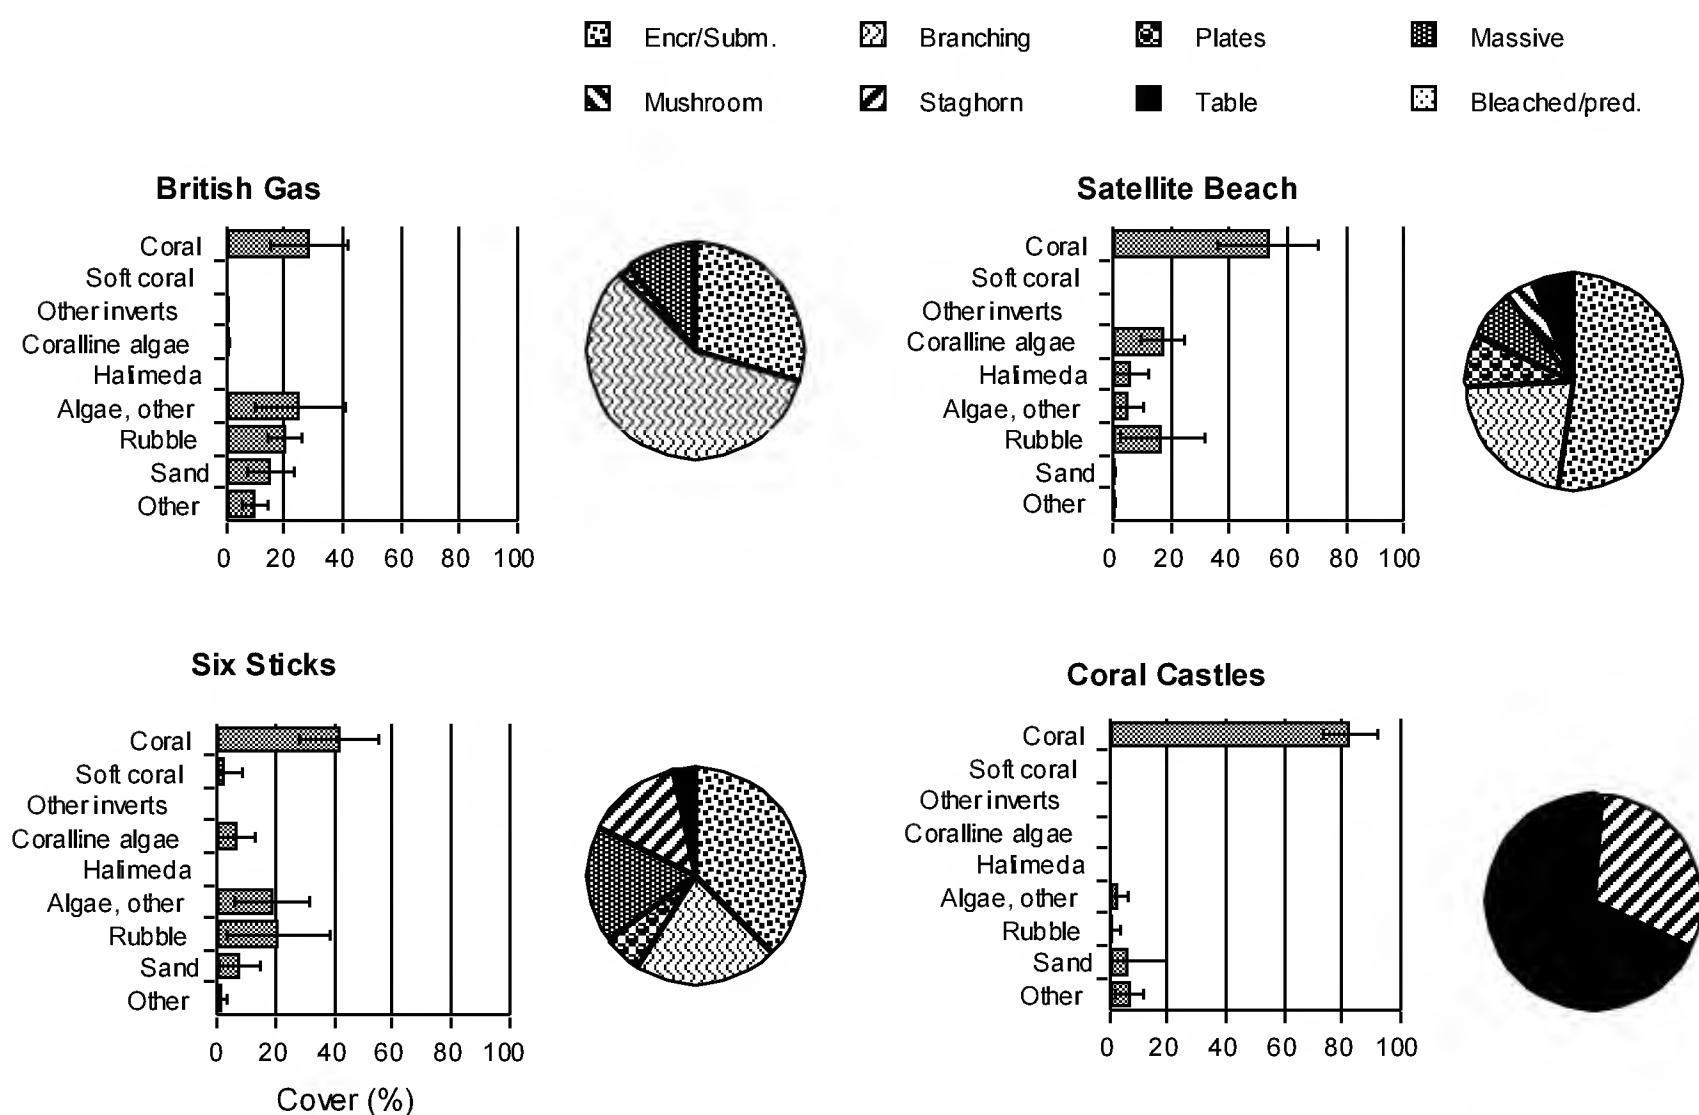 Encr/Subm. Branching Plates Massive
Mushroom Staghorn Table Bleached/pred.
British Gas
Coral
Soft coral
Other inverts
Coralline algae
Halimeda
Algae, other
Rubble
Sand
Other
0 20 40 60 80 100
Satellite Beach
Coral
Soft coral
Other inverts
Coralline algae
Halimeda
Algae, other
Rubble
Sand
Other
0 20 40 60 80 100
Six Sticks
Coral
Soft coral
Other inverts
Coralline algae
Halimeda
Algae, other
Rubble
Sand
Other
0 20 40 60 80 100
Cover (%)
Coral Castles
Coral
Soft coral
Other inverts
Coralline algae
Halimeda
Algae, other
Rubble
Sand
Other
0 20 40 60 80 100